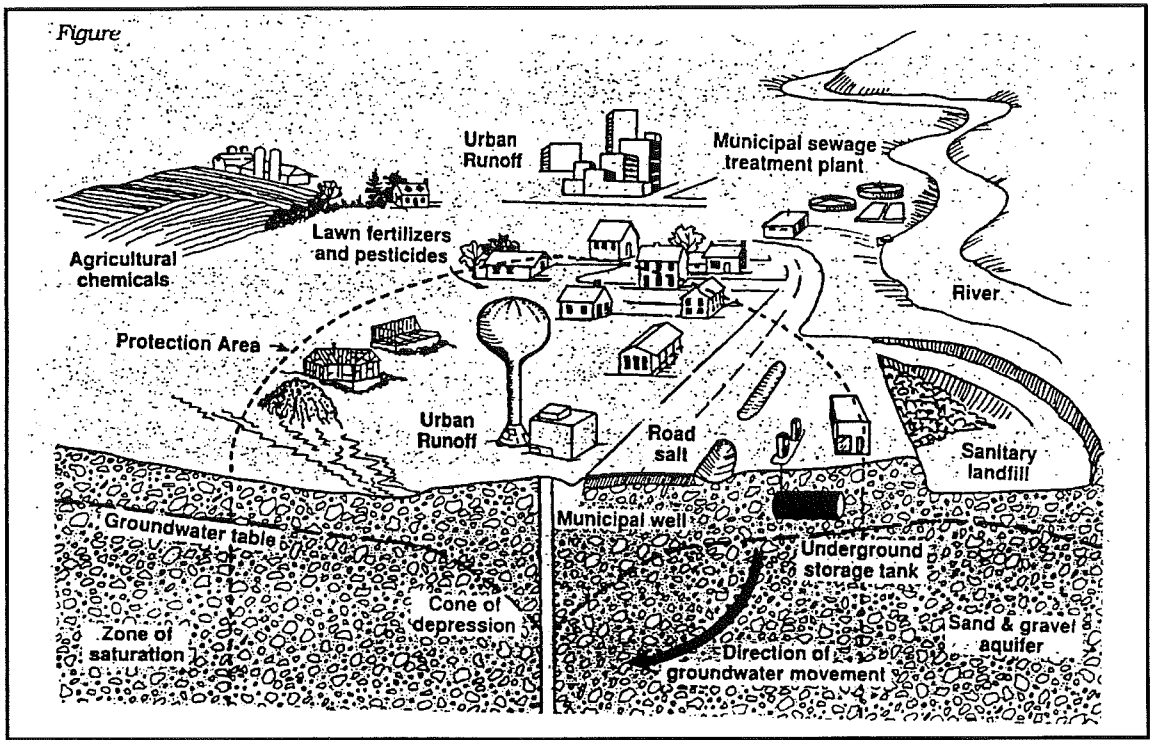 Figure
Urban
Runoff
Municipal sewage
treatment plant
Lawn fertilizers
and pesticides
Agricultural
chemicals
River
Protection Area
Urban
Runoff
Road
salt
Sanitary
landfill
Groundwater table
Municipal well
Underground
storage tank
Cone of
depression
Sand & gravel
aquifer
Zone of
saturation
Direction of
groundwater movement